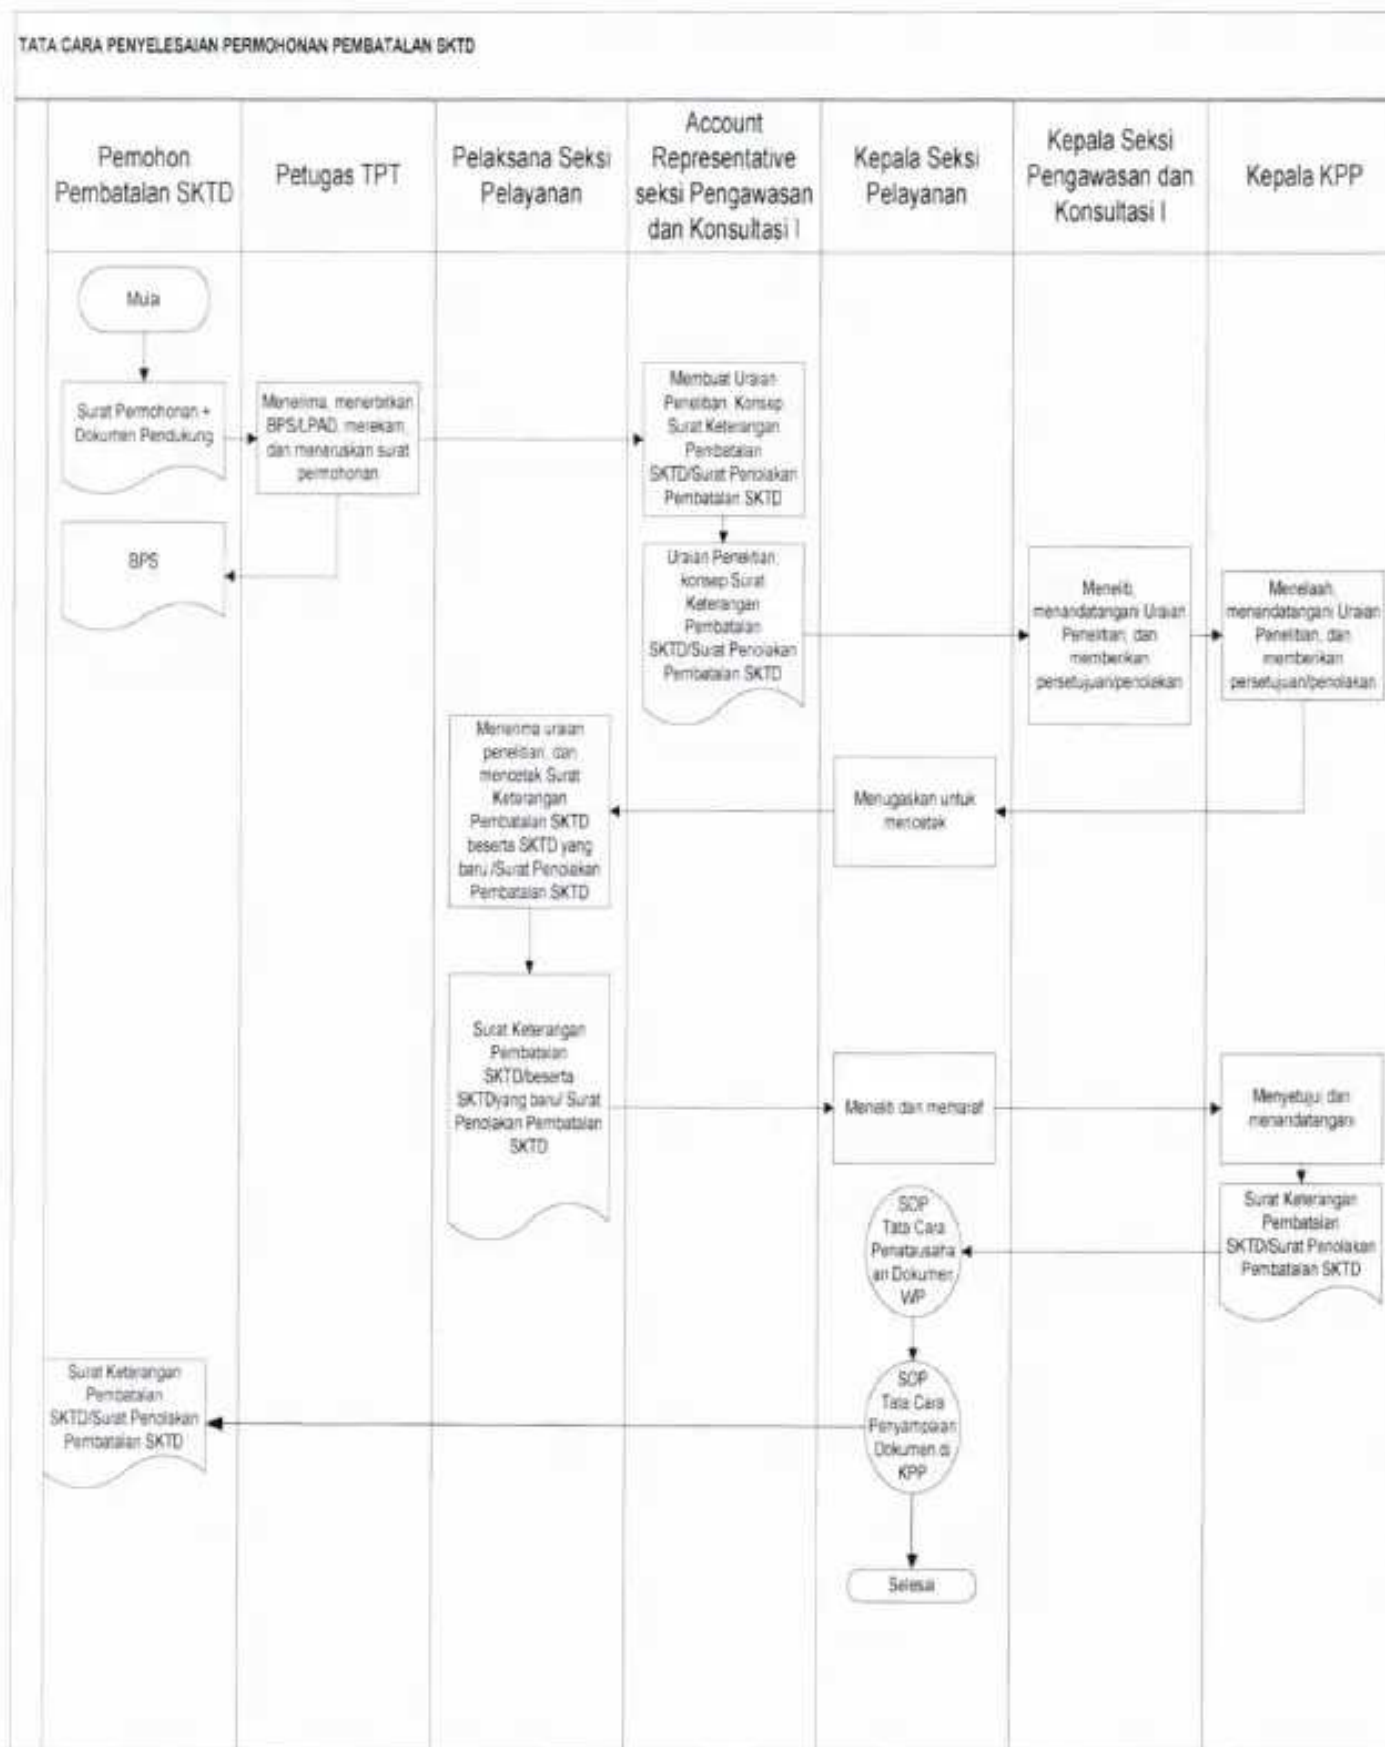 TATA CARA PENYELESAIAN PERMOHONAN PEMBATALAN SKTD
Pemohon
Pembatalan SKTD
Petugas TPT
Pelaksana Seksi
Pelayanan
Account
Representative
seksi Pengawasan
dan Konsultasi I
Kepala Seksi
Pelayanan
Kepala Seksi
Pengawasan dan
Konsultasi I
Kepala KPP
Mulai
Surat Permohonan +
Dokumen Pendukung
Menerima, menerbitkan
BPS/LPAD, merekam,
dan meneruskan surat
permohonan
Membuat Uraian
Penelitian, Konsep
Surat Keterangan
Pembatalan
SKTD/Surat Penolakan
Pembatalan SKTD
BPS
Uraian Penelitian,
konsep Surat
Keterangan
Pembatalan
SKTD/Surat Penolakan
Pembatalan SKTD
Meneliti,
menandatangani Uraian
Penelitian, dan
memberikan
persetujuan/penolakan
Menelaah,
menandatangani Uraian
Penelitian, dan
memberikan
persetujuan/penolakan
Menerima uraian
penelitian, dan
mencetak Surat
Keterangan
Pembatalan SKTD
beserta SKTD yang
baru /Surat Penolakan
Pembatalan SKTD
Menugaskan untuk
mencetak
Surat Keterangan
Pembatalan
SKTD/beserta
SKTDyang baru/ Surat
Penolakan Pembatalan
SKTD
Meneliti dan memaraf
Menyetujui dan
menandatangani
Surat Keterangan
Pembatalan
SKTD/Surat Penolakan
Pembatalan SKTD
SOP
Tata Cara
Penatausaha
an Dokumen
WP
SOP
Tata Cara
Penyampaian
Dokumen di
KPP
Surat Keterangan
Pembatalan
SKTD/Surat Penolakan
Pembatalan SKTD
Selesai